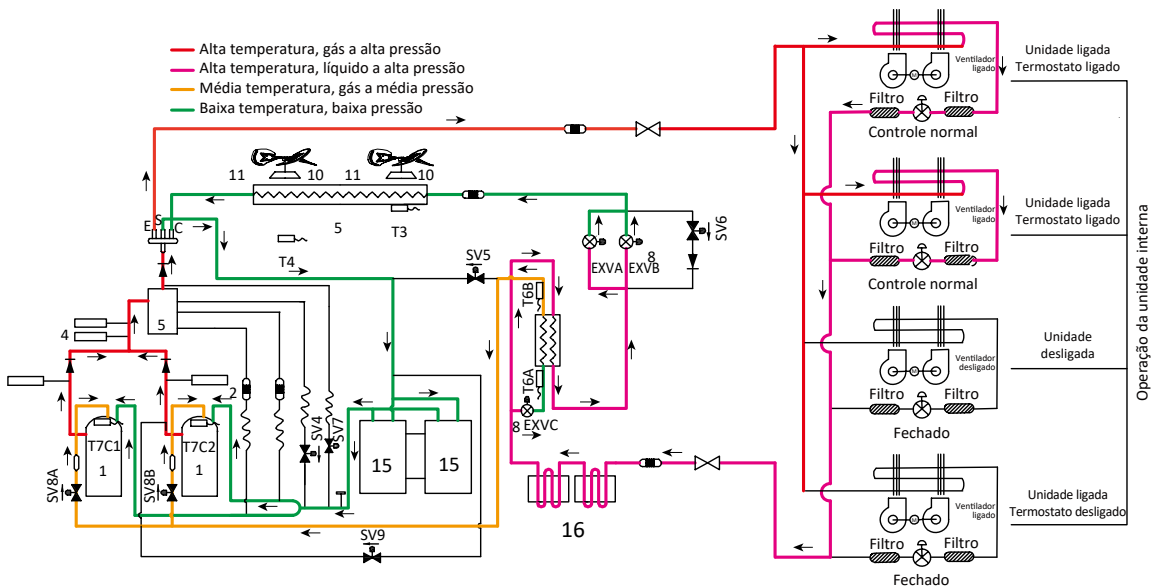 Alta temperatura, gás a alta pressão
Alta temperatura, líquido a alta pressão
Média temperatura, gás a média pressão
Baixa temperatura, baixa pressão
11
10
11
10
5
T3
T4
E
S
C
SV5
SV6
EXVA
EXVB
8
T6B
T6A
8
EXVC
4
5
2
T7C1
1
T7C2
1
SV8A
SV8B
SV4
SV7
SV9
15
15
16
Ventilador
ligado
M
Filtro
Filtro
Controle normal
Unidade ligada
Termostato ligado
Ventilador
ligado
M
Filtro
Filtro
Controle normal
Unidade ligada
Termostato ligado
Ventilador
desligado
M
Filtro
Filtro
Fechado
Unidade
desligada
Ventilador
ligado
M
Filtro
Filtro
Fechado
Unidade ligada
Termostato desligado
Operação da unidade interna